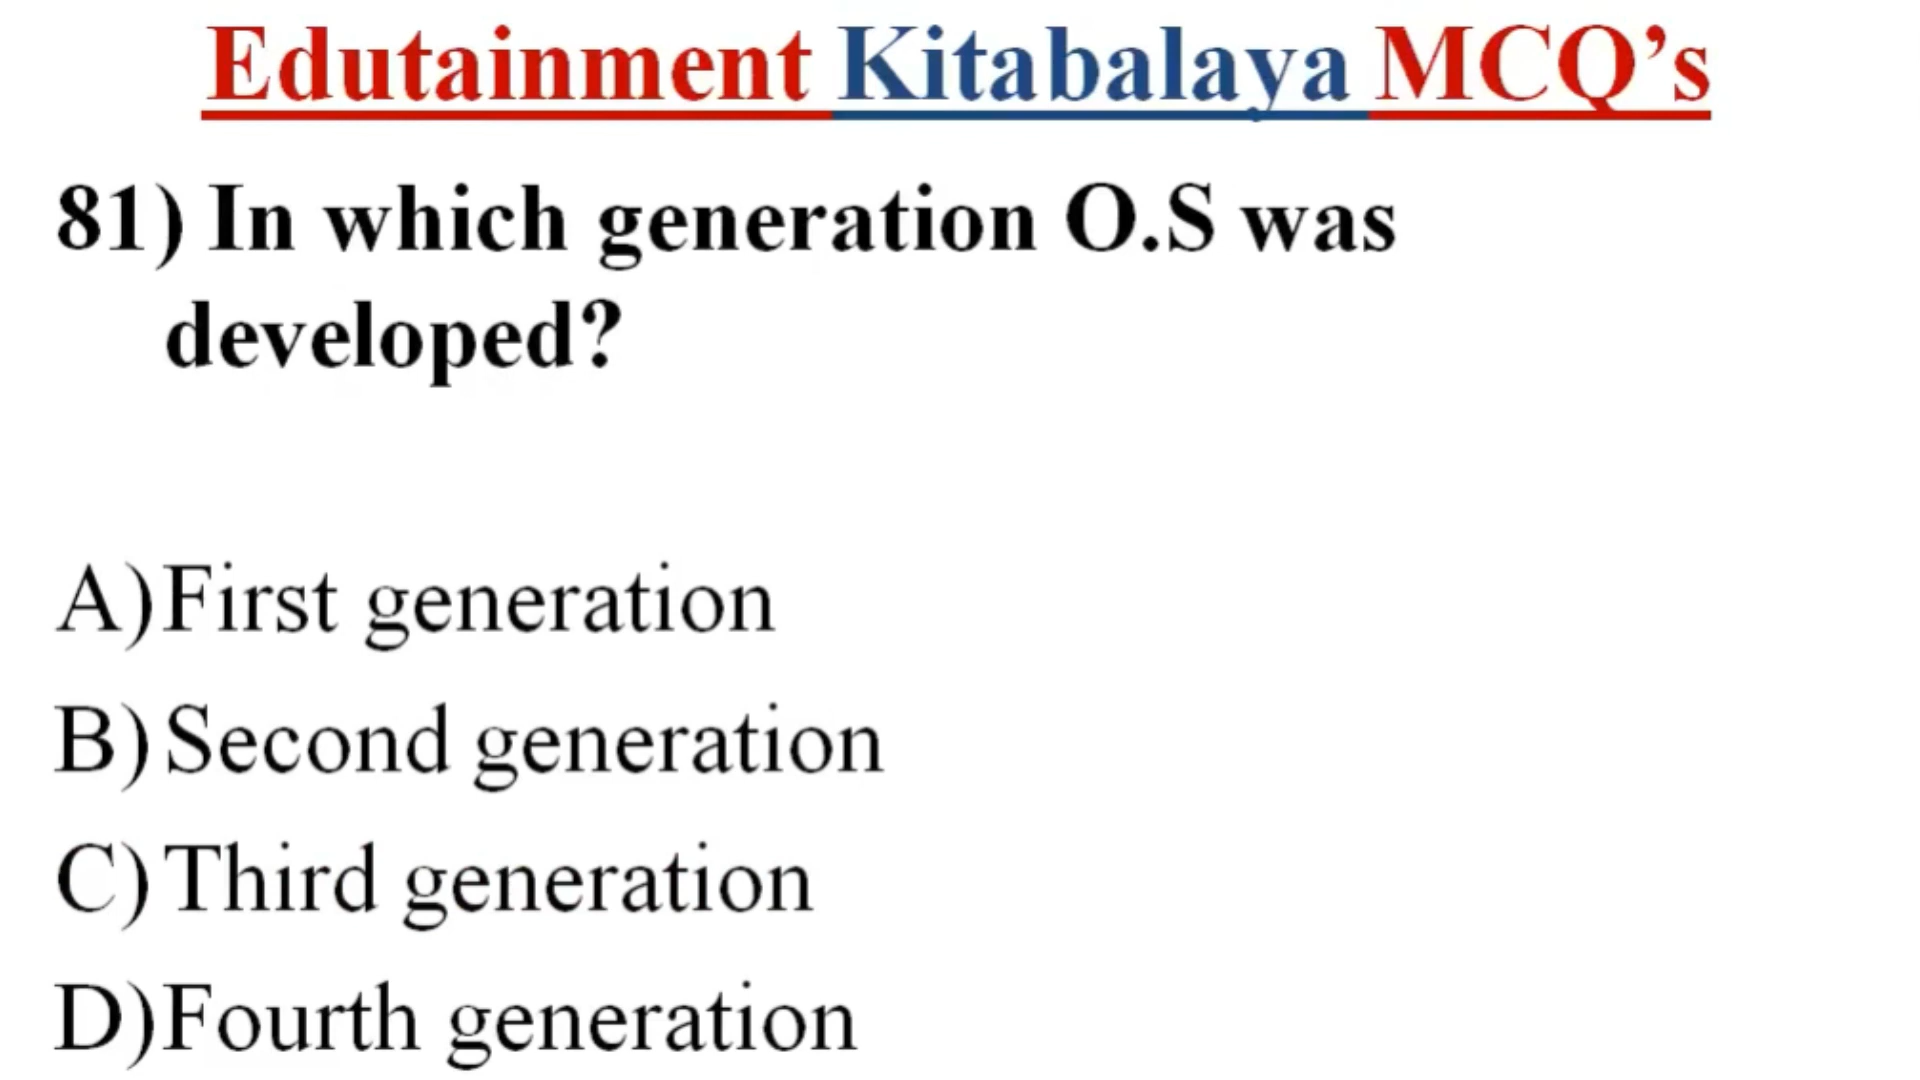 Edutainment Kitabalaya MCQ’s
81) In which generation O.S was
developed?
A)First generation
B)Second generation
C)Third generation
D)Fourth generation